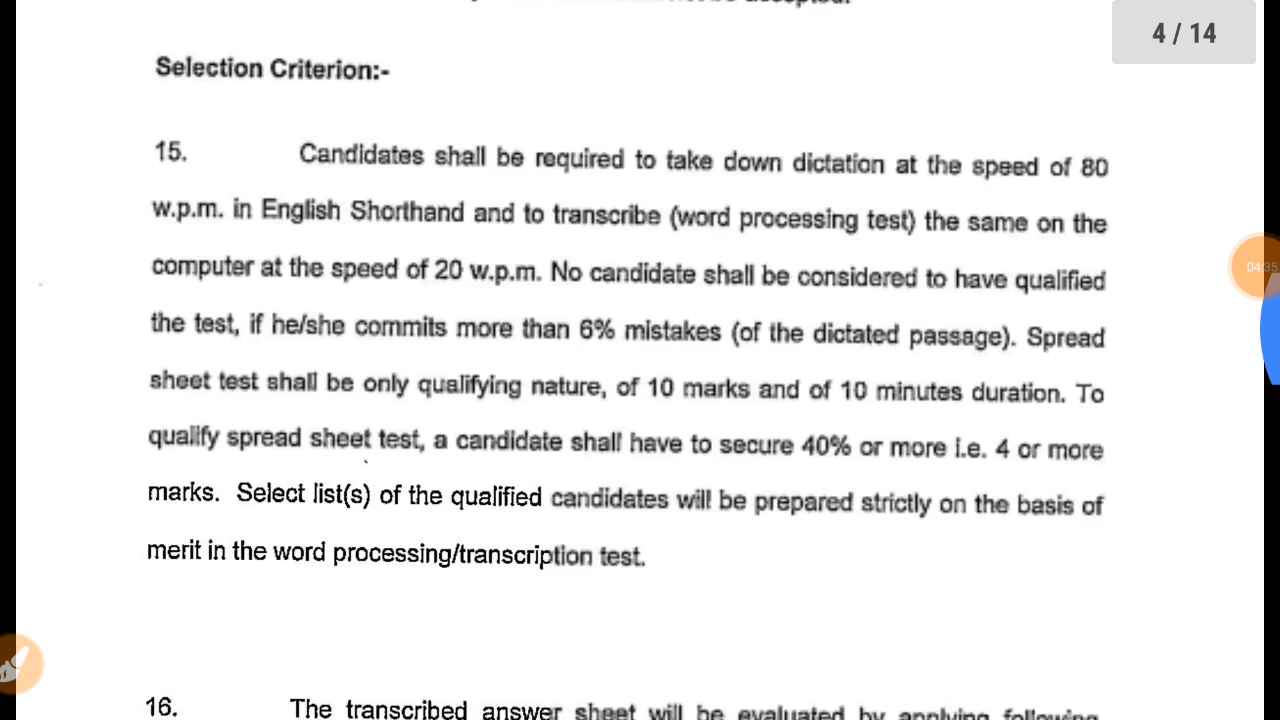 4 / 14
Selection Criterion:-
15. Candidates shall be required to take down dictation at the speed of 80
w.p.m. in English Shorthand and to transcribe (word processing test) the same on the
computer at the speed of 20 w.p.m. No candidate shall be considered to have qualified
the test, if he/she commits more than 6% mistakes (of the dictated passage). Spread
sheet test shall be only qualifying nature, of 10 marks and of 10 minutes duration. To
qualify spread sheet test, a candidate shall have to secure 40% or more i.e. 4 or more
marks. Select list(s) of the qualified candidates will be prepared strictly on the basis of
merit in the word processing/transcription test.
16. The transcribed answer sheet will be evaluated by applying following
04:35